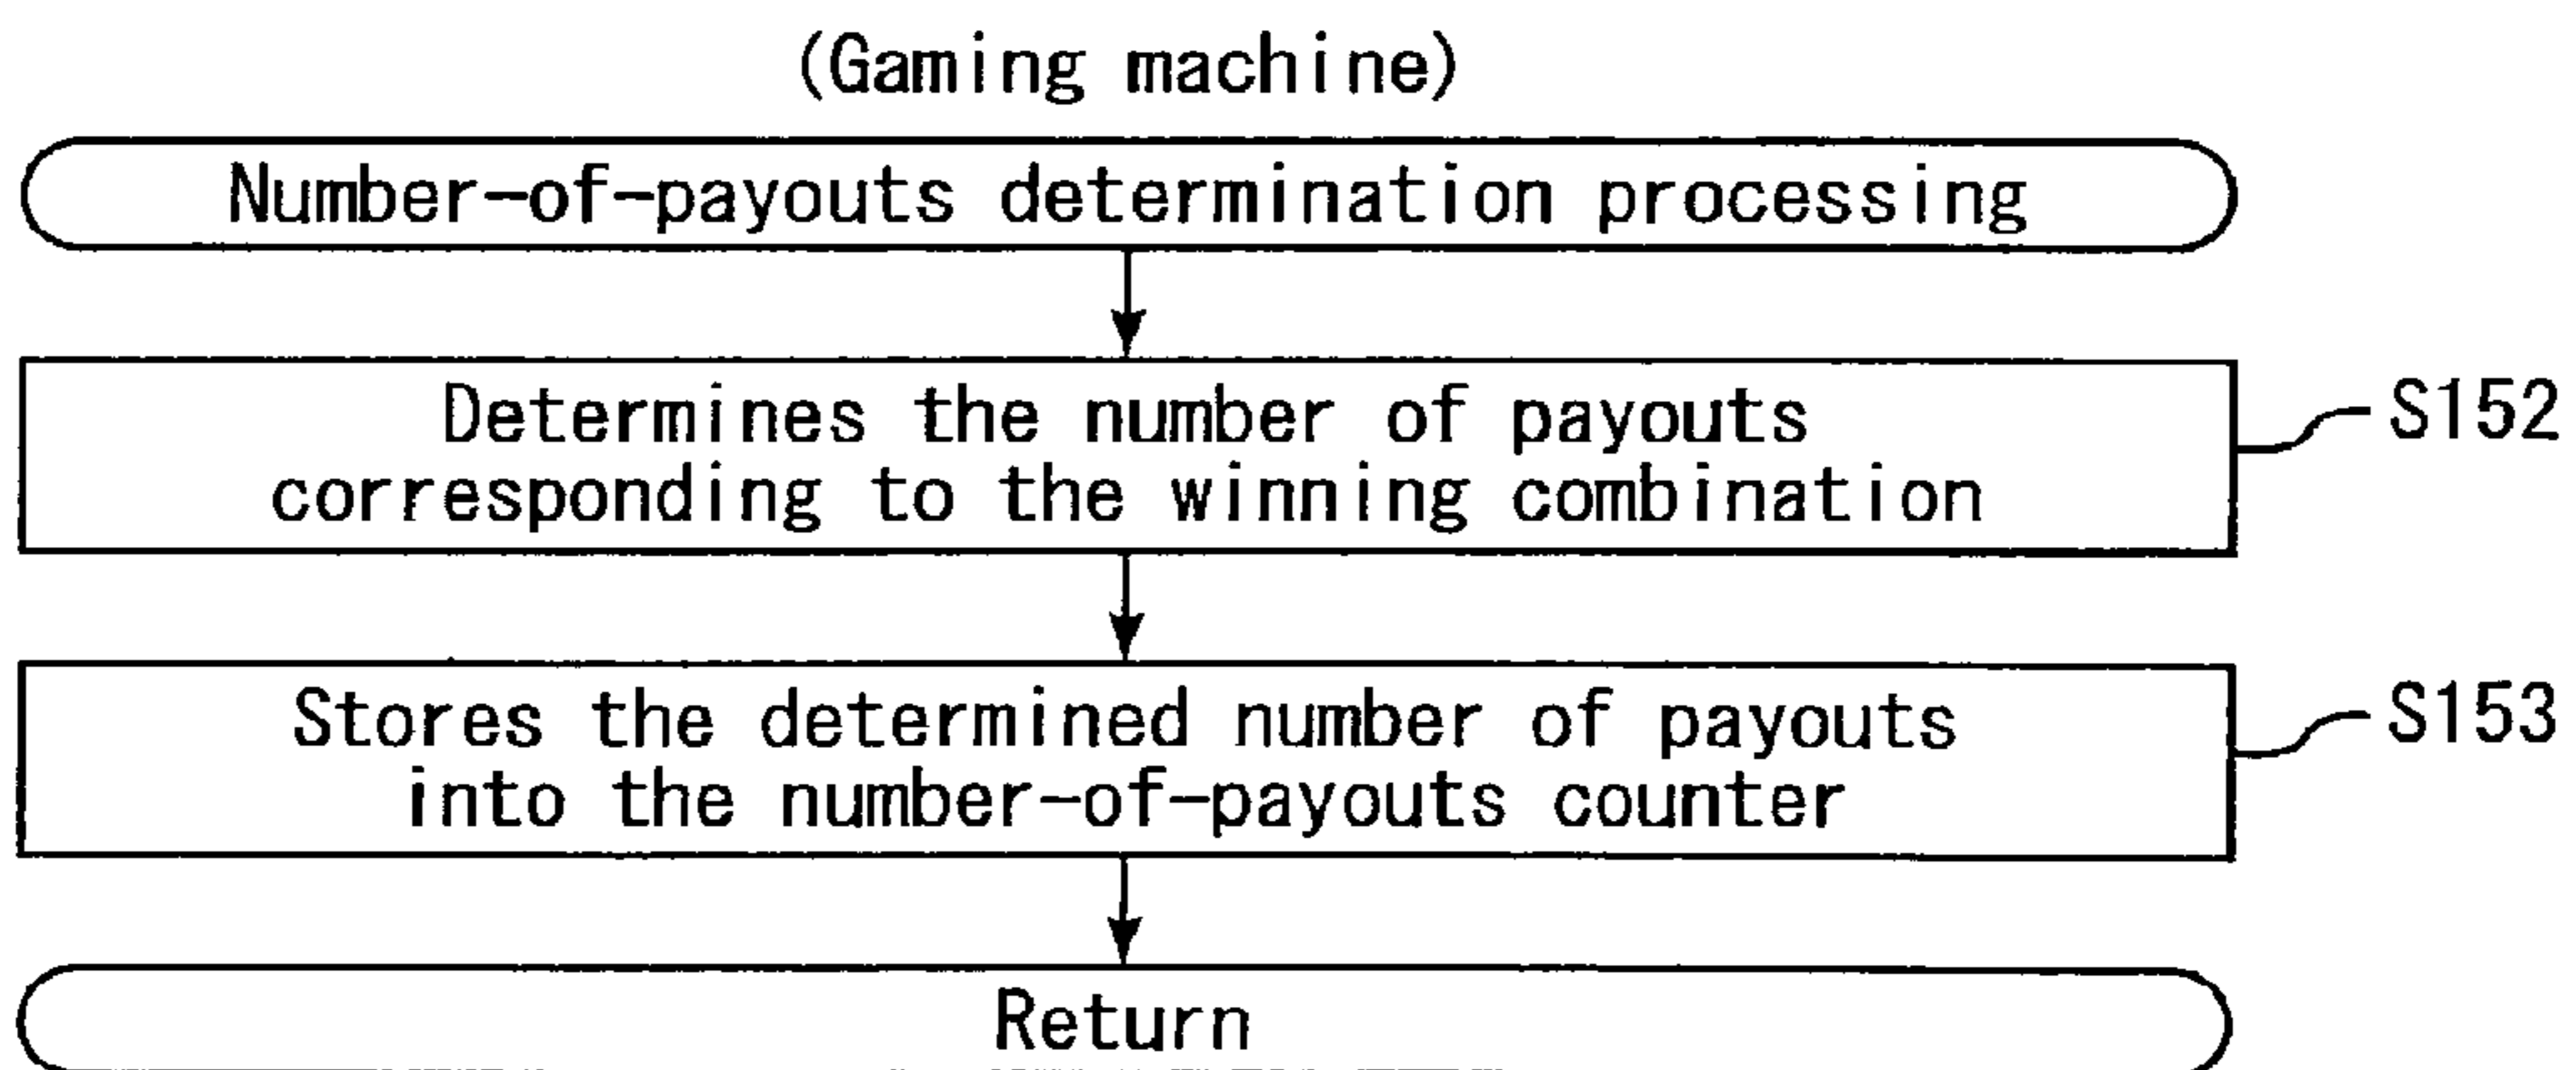 (Gaming machine)
Number-of-payouts determination processing
Determines the number of payouts
corresponding to the winning combination
S152
Stores the determined number of payouts
into the number-of-payouts counter
S153
Return